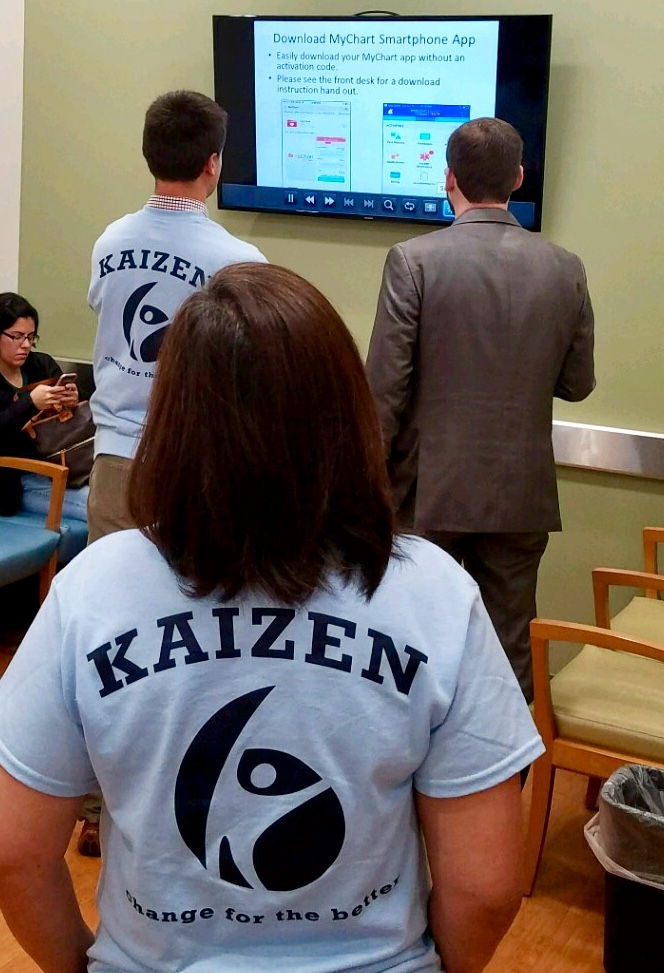 Download MyChart Smartphone App
• Easily download your MyChart app without an
activation code.
• Please see the front desk for a download
instruction hand out.
KAIZEN
change for the
KAIZEN
change for the better